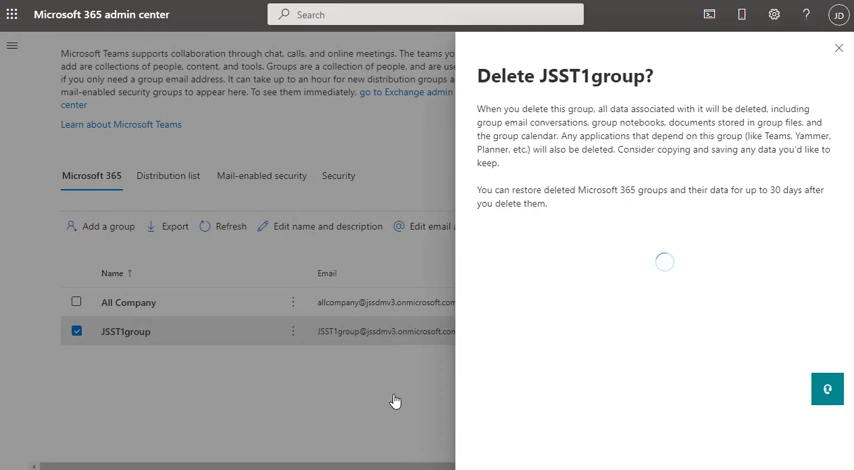 Microsoft 365 admin center
Search
?
JD
Microsoft Teams supports collaboration through chat, calls, and online meetings. The teams you
add are collections of people, content, and tools. Groups are a collection of people, and are use
if you only need a group email address. It can take up to an hour for new distribution groups a
mail-enabled security groups to appear here. To see them immediately, go to Exchange admin
center
Learn about Microsoft Teams
Microsoft 365
Distribution list
Mail-enabled security
Security
Add a group
Export
Refresh
Edit name and description
Edit email a
Name ↑
Email
All Company
allcompany@jssdmv3.onmicrosoft.com
JSST1group
JSST1group@jssdmv3.onmicrosoft.com
Delete JSST1group?
When you delete this group, all data associated with it will be deleted, including
group email conversations, group notebooks, documents stored in group files, and
the group calendar. Any applications that depend on this group (like Teams, Yammer,
Planner, etc.) will also be deleted. Consider copying and saving any data you'd like to
keep.
You can restore deleted Microsoft 365 groups and their data for up to 30 days after
you delete them.